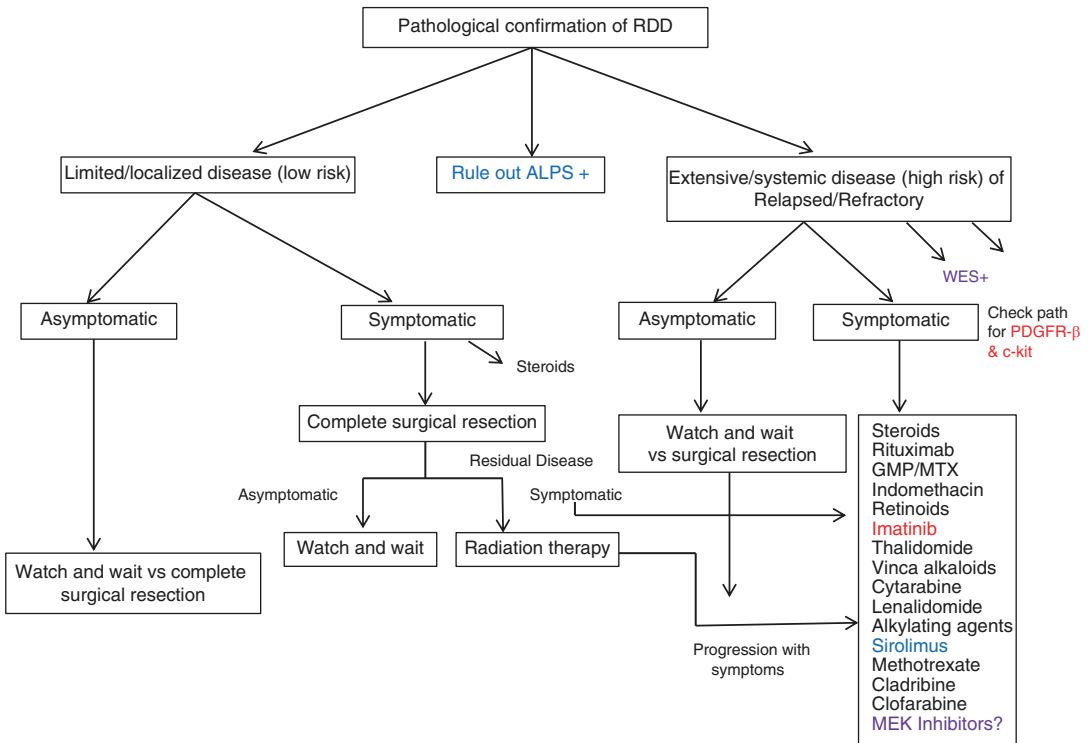 Pathological confirmation of RDD
Limited/localized disease (low risk)
Rule out ALPS +
Extensive/systemic disease (high risk) of
Relapsed/Refractory
WES+
Asymptomatic
Symptomatic
Steroids
Asymptomatic
Symptomatic
Check path
for PDGFR-β
& c-kit
Complete surgical resection
Watch and wait
vs surgical resection
Residual Disease
Asymptomatic
Symptomatic
Watch and wait
Radiation therapy
Watch and wait vs complete
surgical resection
Progression with
symptoms
Steroids
Rituximab
GMP/MTX
Indomethacin
Retinoids
Imatinib
Thalidomide
Vinca alkaloids
Cytarabine
Lenalidomide
Alkylating agents
Sirolimus
Methotrexate
Cladribine
Clofarabine
MEK Inhibitors?